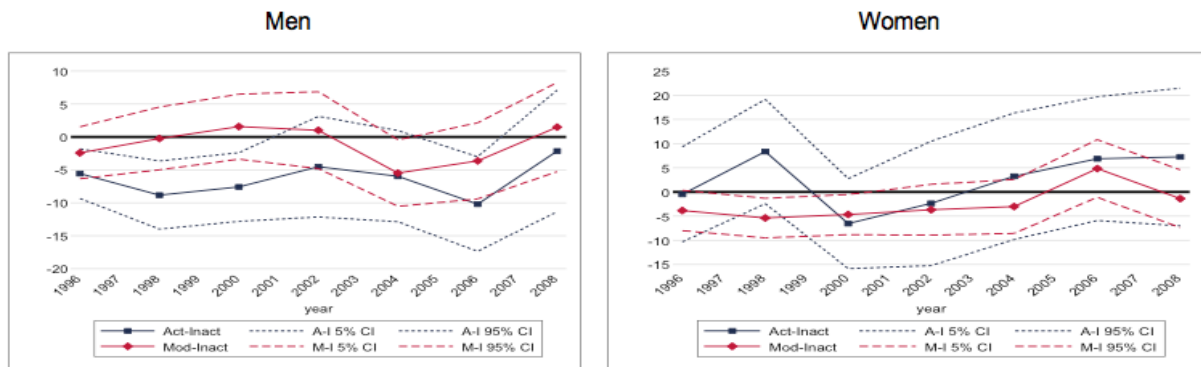 Men
10
5
0
-5
-10
-15
-20
1996 1997 1998 1999 2000 2001 2002 2003 2004 2005 2006 2007 2008
year
Act-Inact A-I 5% CI A-I 95% CI
Mod-Inact M-I 5% CI M-I 95% CI
Women
25
20
15
10
5
0
-5
-10
-15
1996 1997 1998 1999 2000 2001 2002 2003 2004 2005 2006 2007 2008
year
Act-Inact A-I 5% CI A-I 95% CI
Mod-Inact M-I 5% CI M-I 95% CI